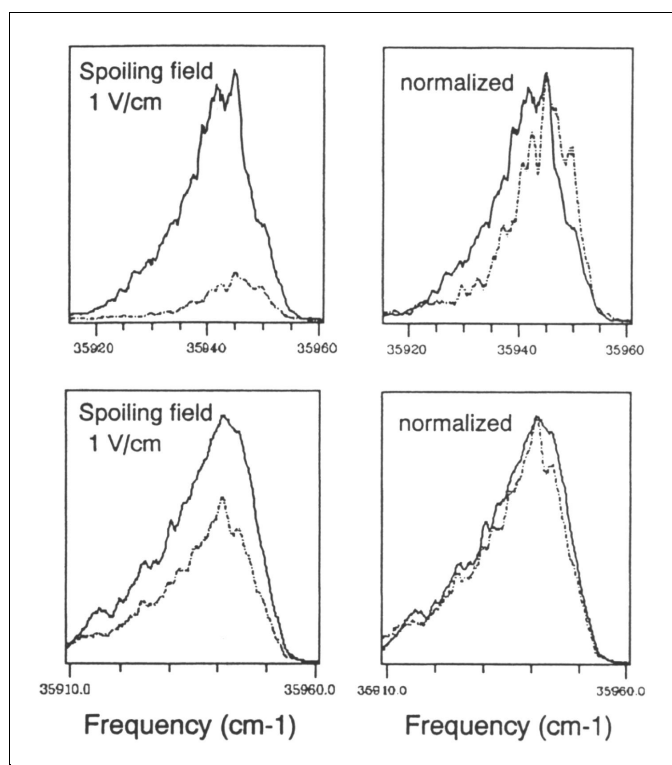 Spoiling field
1 V/cm
normalized
35920 35940 35960
35920 35940 35960
Spoiling field
1 V/cm
normalized
35910.0 35960.0
35910.0 35960.0
Frequency (cm-1)
Frequency (cm-1)